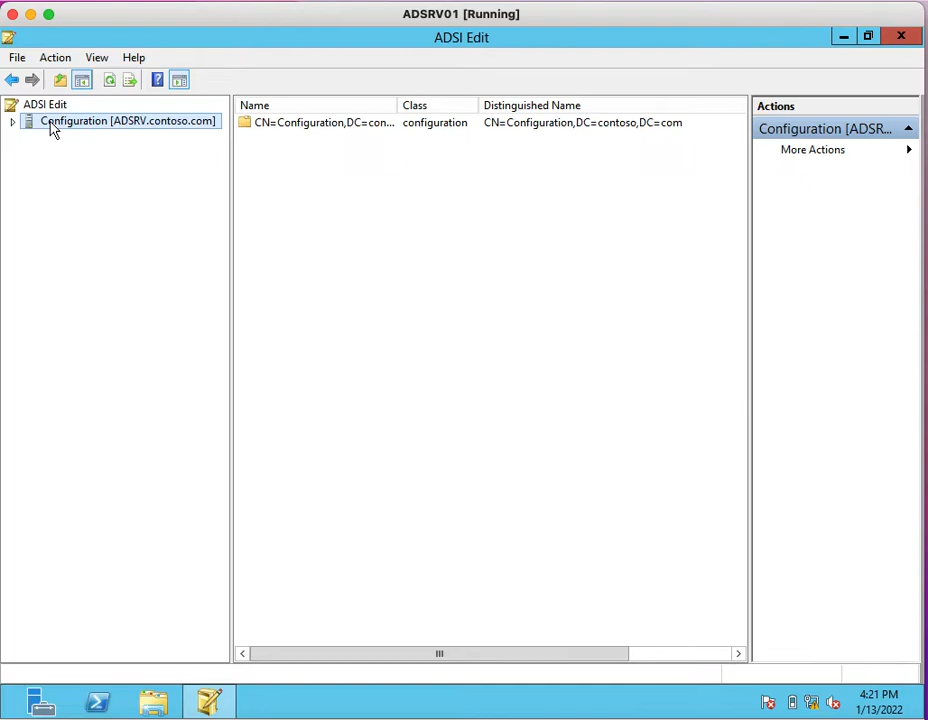 ADSRV01 [Running]
ADSI Edit
File Action View Help
ADSI Edit
Configuration [ADSRV.contoso.com]
Name Class Distinguished Name
CN=Configuration,DC=con... configuration CN=Configuration,DC=contoso,DC=com
Actions
Configuration [ADSR...
More Actions
4:21 PM
1/13/2022